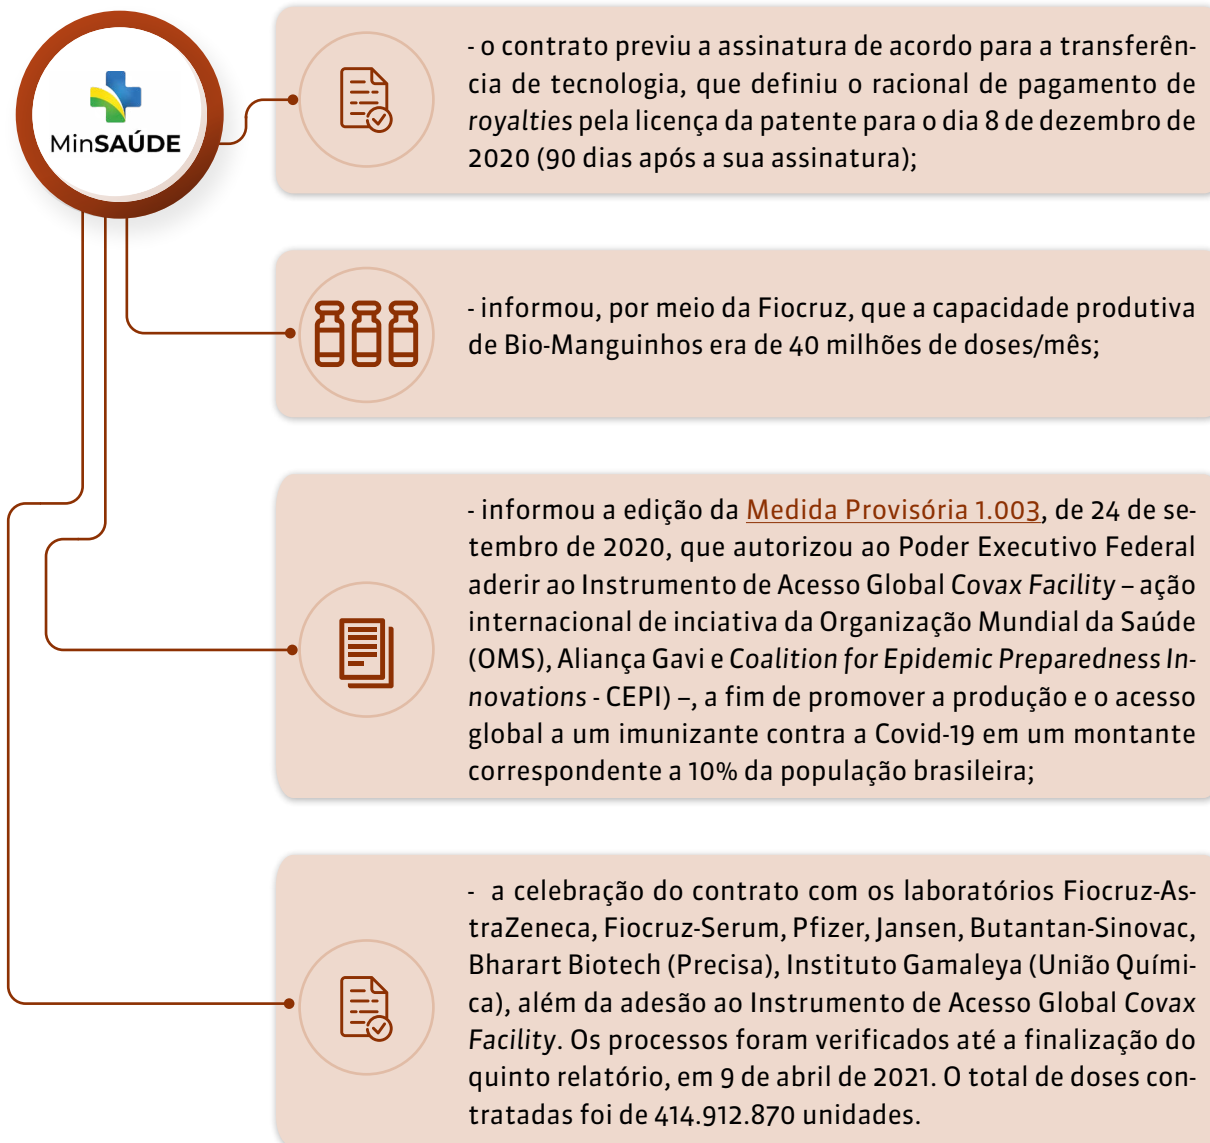 MinSAÚDE
- o contrato previu a assinatura de acordo para a transferên-
cia de tecnologia, que definiu o racional de pagamento de
royalties pela licença da patente para o dia 8 de dezembro de
2020 (90 dias após a sua assinatura);
- informou, por meio da Fiocruz, que a capacidade produtiva
de Bio-Manguinhos era de 40 milhões de doses/mês;
- informou a edição da Medida Provisória 1.003, de 24 de se-
tembro de 2020, que autorizou ao Poder Executivo Federal
aderir ao Instrumento de Acesso Global Covax Facility – ação
internacional de inciativa da Organização Mundial da Saúde
(OMS), Aliança Gavi e Coalition for Epidemic Preparedness In-
novations - CEPI) –, a fim de promover a produção e o acesso
global a um imunizante contra a Covid-19 em um montante
correspondente a 10% da população brasileira;
- a celebração do contrato com os laboratórios Fiocruz-As-
traZeneca, Fiocruz-Serum, Pfizer, Jansen, Butantan-Sinovac,
Bharart Biotech (Precisa), Instituto Gamaleya (União Quími-
ca), além da adesão ao Instrumento de Acesso Global Covax
Facility. Os processos foram verificados até a finalização do
quinto relatório, em 9 de abril de 2021. O total de doses con-
tratadas foi de 414.912.870 unidades.